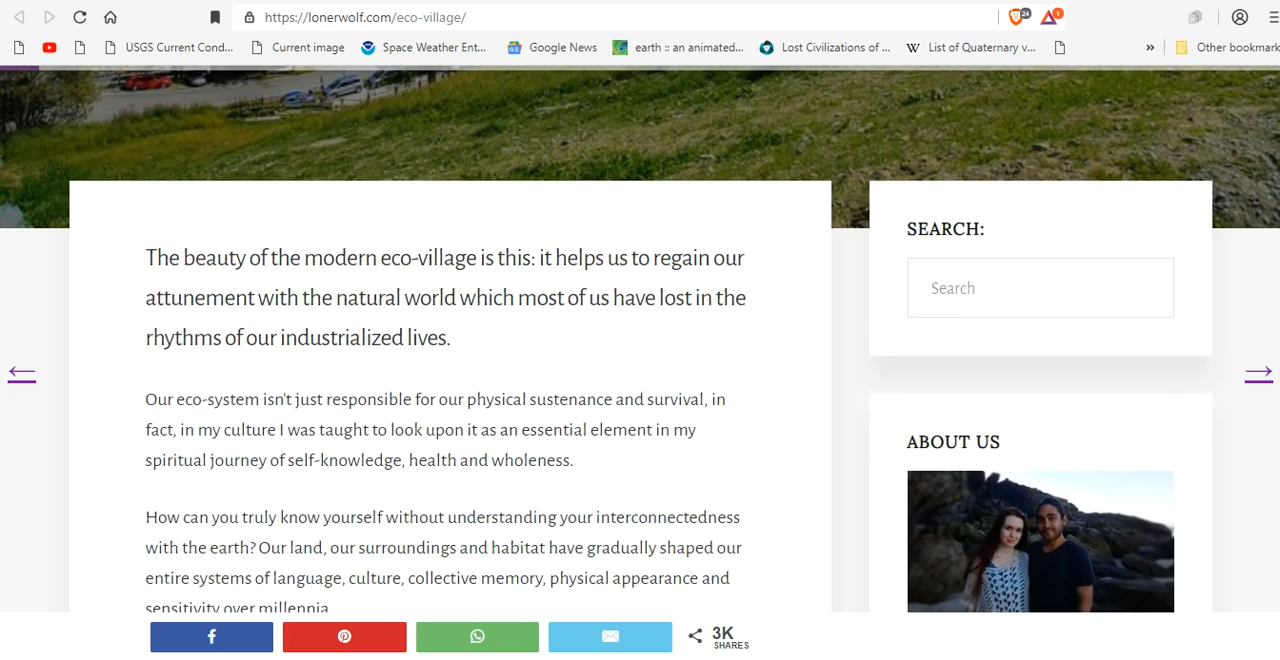 https://lonerwolf.com/eco-village/
24
1
USGS Current Cond...
Current image
Space Weather Ent...
Google News
earth :: an animated...
Lost Civilizations of ...
List of Quaternary v...
»
Other bookmark
The beauty of the modern eco-village is this: it helps us to regain our
attunement with the natural world which most of us have lost in the
rhythms of our industrialized lives.
Our eco-system isn't just responsible for our physical sustenance and survival, in
fact, in my culture I was taught to look upon it as an essential element in my
spiritual journey of self-knowledge, health and wholeness.
How can you truly know yourself without understanding your interconnectedness
with the earth? Our land, our surroundings and habitat have gradually shaped our
entire systems of language, culture, collective memory, physical appearance and
sensitivity over millennia.
SEARCH:
Search
ABOUT US
3K
SHARES